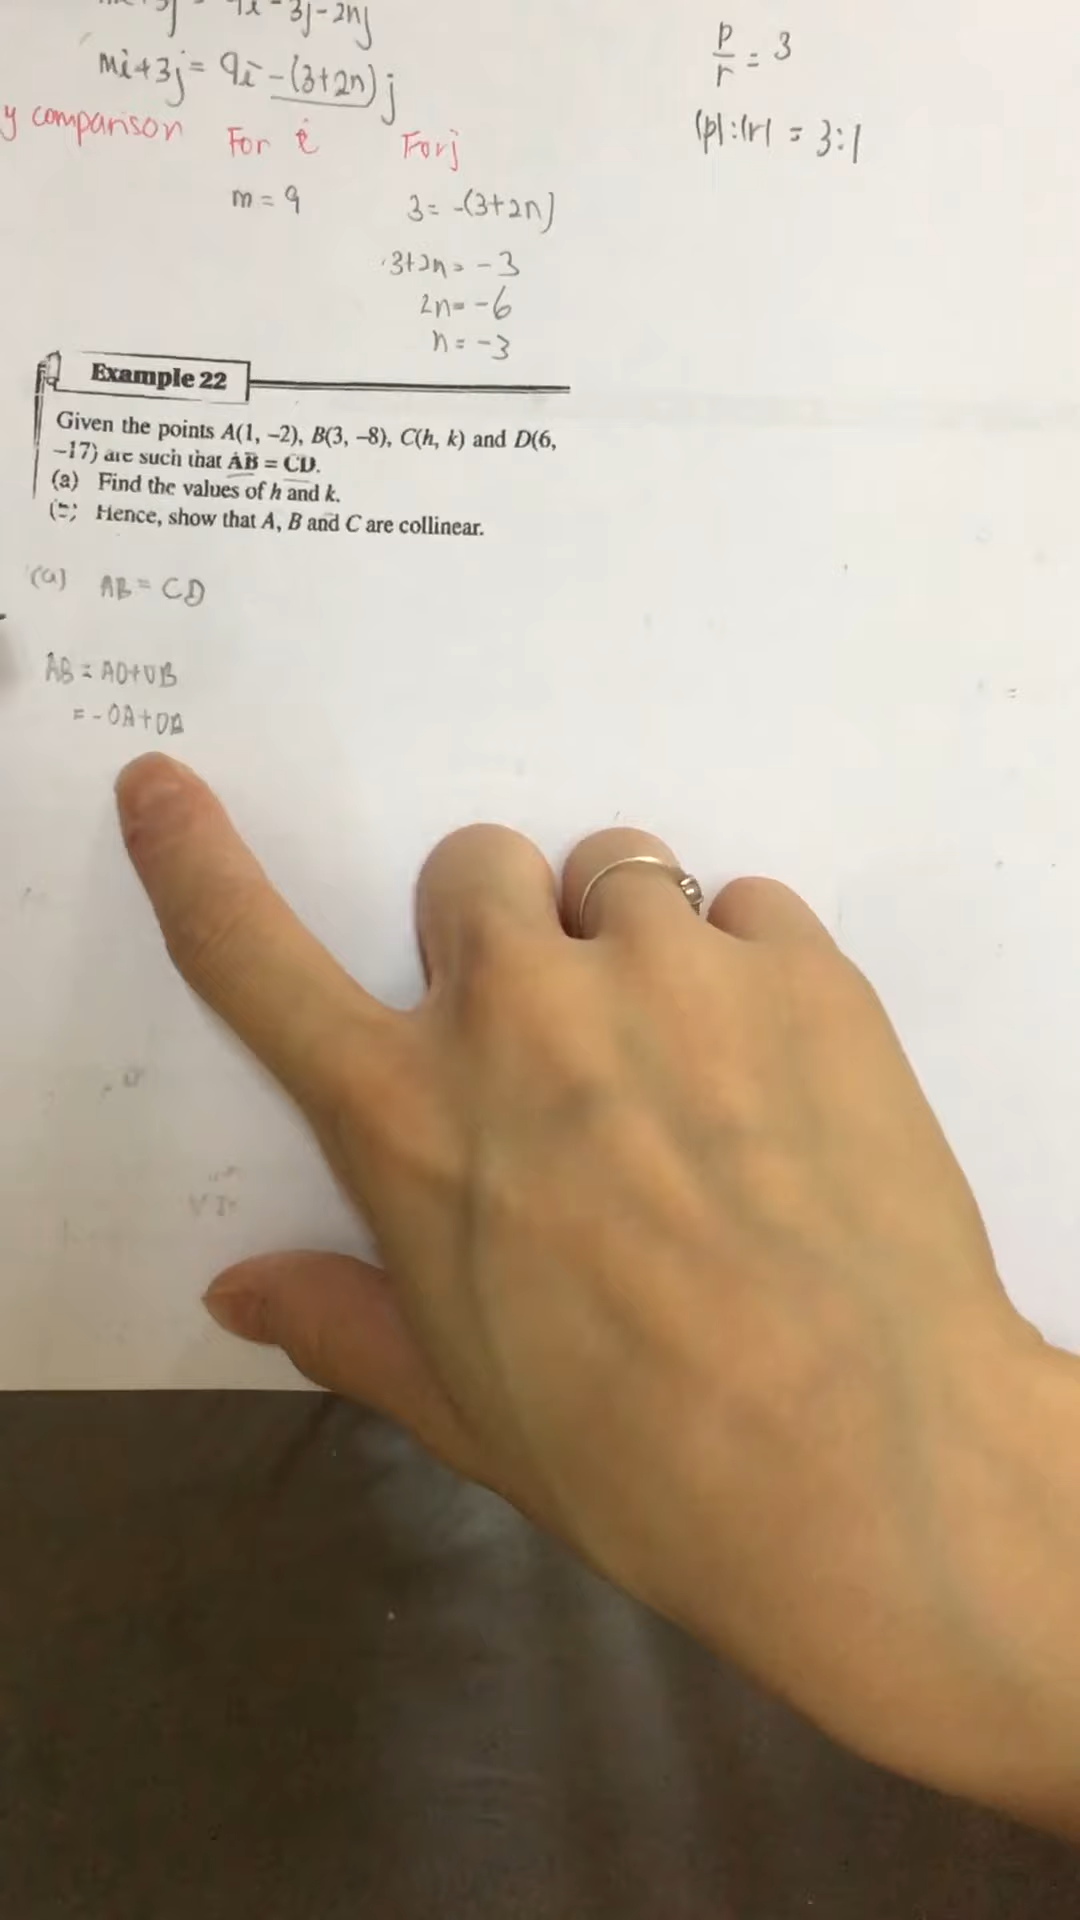 mi+3j = 9i -(3+2n)j
y comparison For i Forj
m = 9 3= -(3+2n)
3+2n = -3
2n= -6
n = -3
p/r = 3
|p|:|r| = 3:1
Example 22
Given the points A(1, –2), B(3, –8), C(h, k) and D(6,
–17) are such that AB = CD.
(a) Find the values of h and k.
Hence, show that A, B and C are collinear.
(a) AB = CD
AB = AO+OB
= -OA+